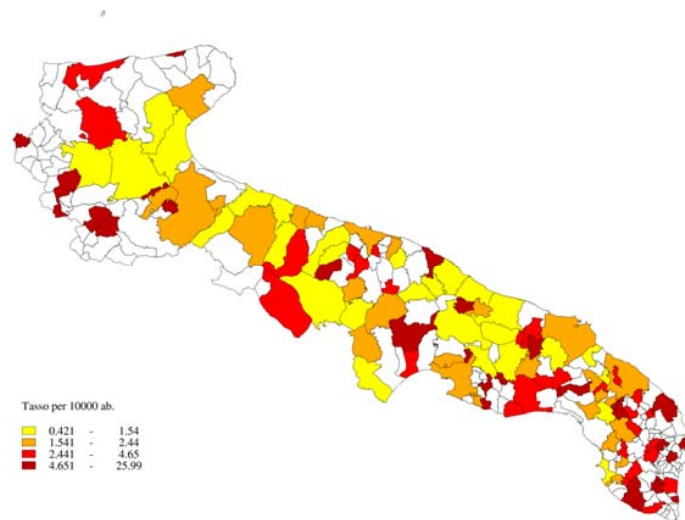 Tasso per 10000 ab.
0.421 - 1.54
1.541 - 2.44
2.441 - 4.65
4.651 - 25.99